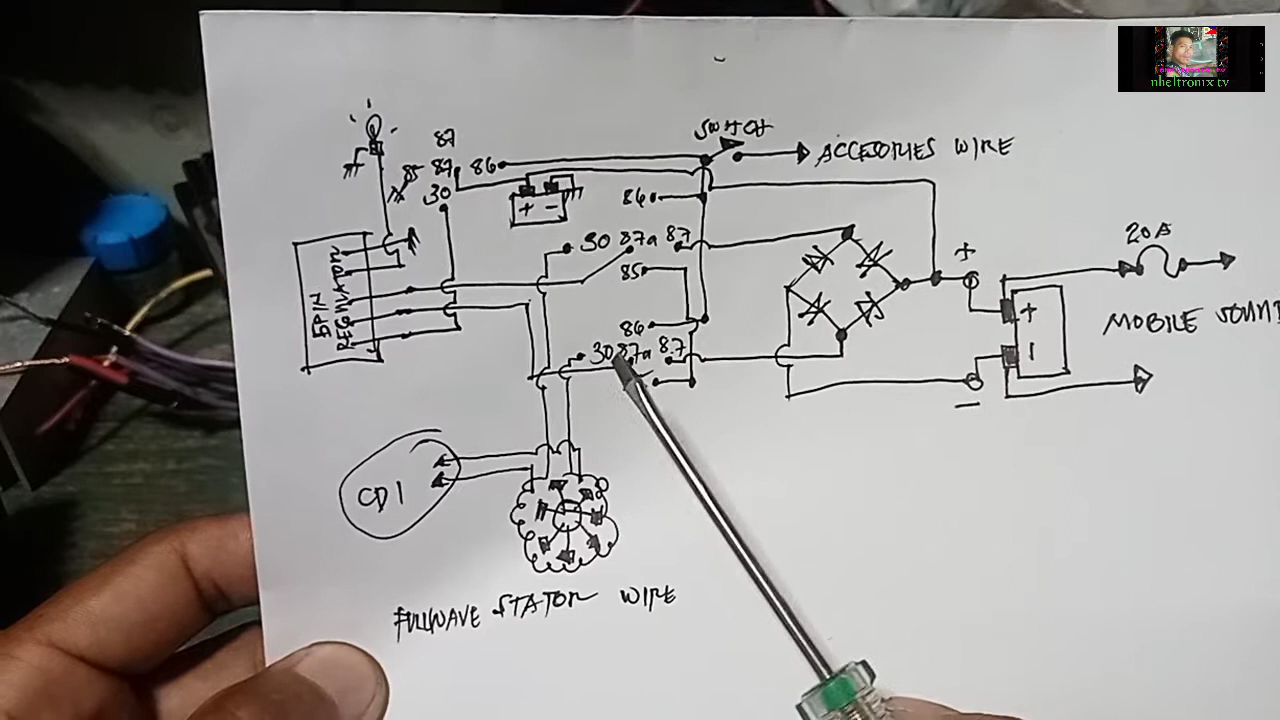 nheltronix tv
SWITCH
ACCESORIES WIRE
87
85 87 86
30
+ -
86
30 87a 87
85
5PIN
REGULATOR
86
30 87a 87
+
20A
+
-
MOBILE SOUND
-
CDI
FULLWAVE STATOR WIRE